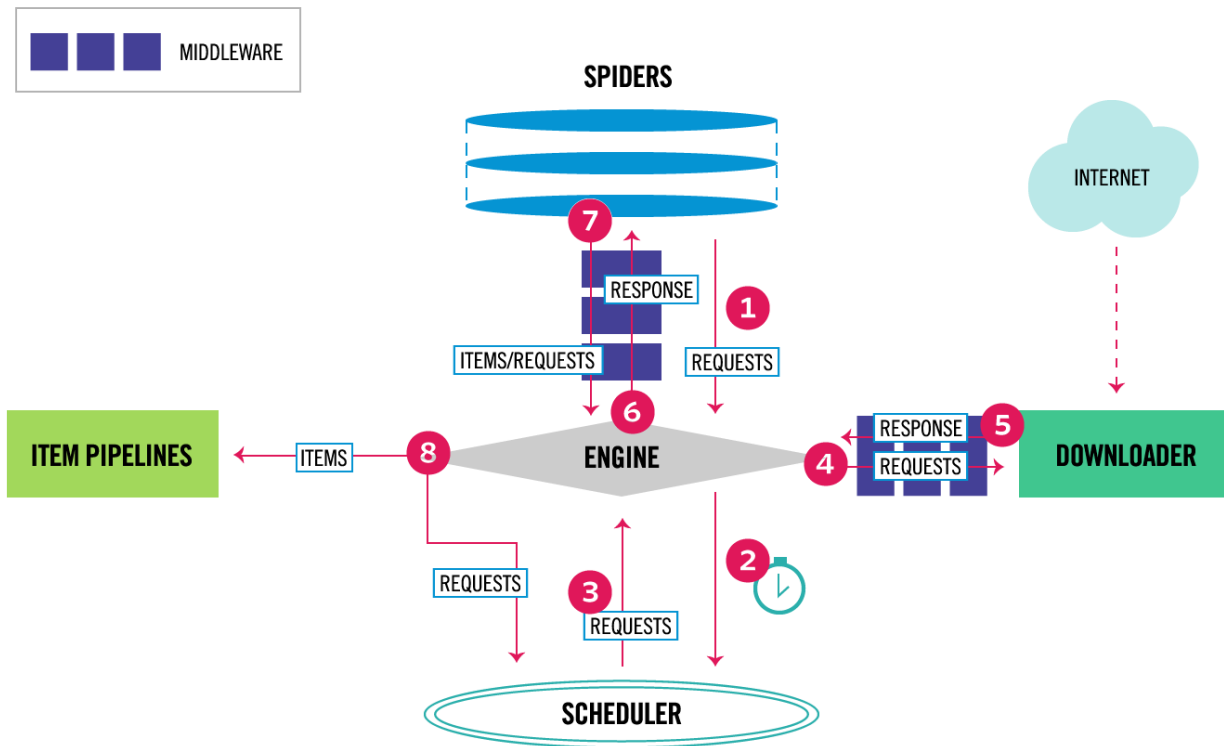 MIDDLEWARE
SPIDERS
INTERNET
7
RESPONSE
1
ITEMS/REQUESTS
REQUESTS
6
5
RESPONSE
ITEM PIPELINES
ITEMS
8
ENGINE
4
REQUESTS
DOWNLOADER
2
REQUESTS
3
REQUESTS
SCHEDULER